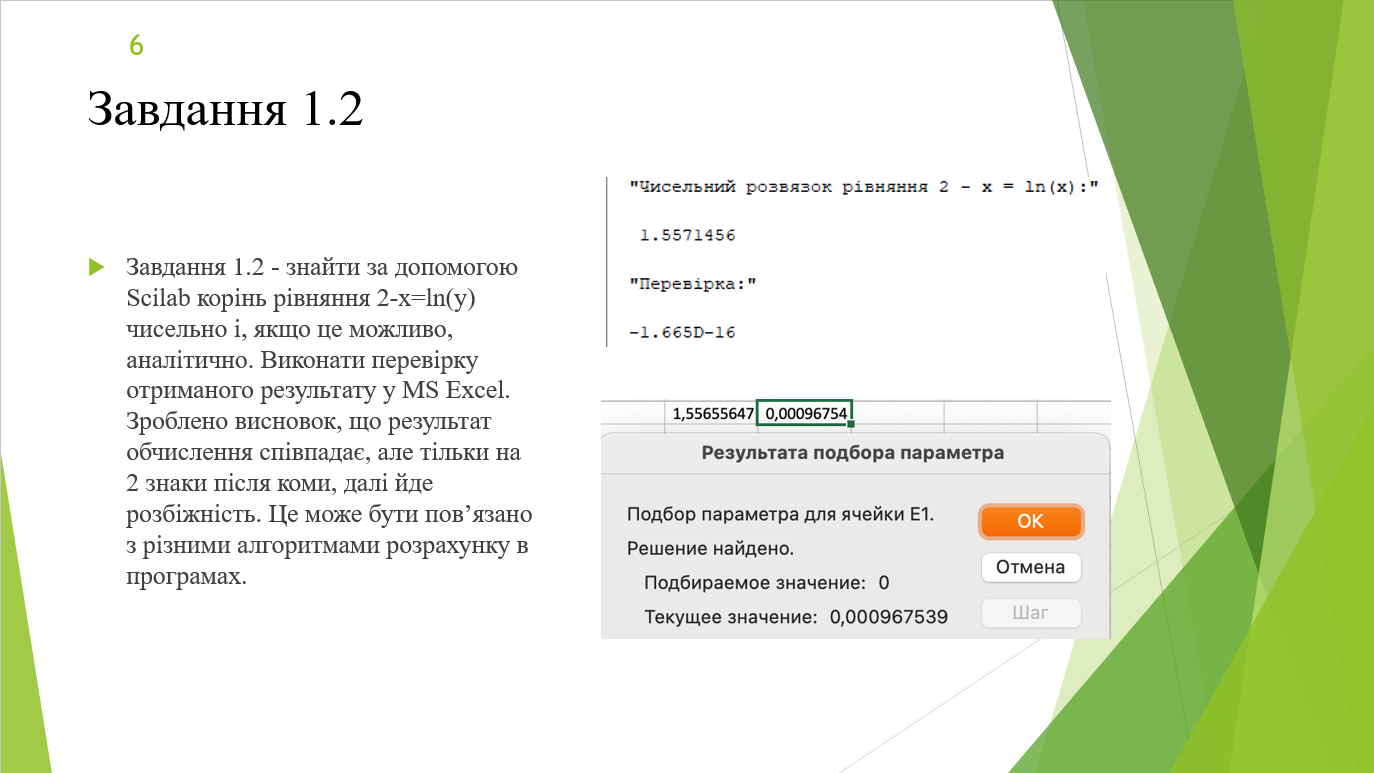 6
Завдання 1.2
Завдання 1.2 - знайти за допомогою
Scilab корінь рівняння 2-x=ln(y)
чисельно і, якщо це можливо,
аналітично. Виконати перевірку
отриманого результату у MS Excel.
Зроблено висновок, що результат
обчислення співпадає, але тільки на
2 знаки після коми, далі йде
розбіжність. Це може бути пов’язано
з різними алгоритмами розрахунку в
програмах.
"Чисельний розвязок рівняння 2 - x = ln(x):"
1.5571456
"Перевірка:"
-1.665D-16
1,55655647 0,00096754
Результата подбора параметра
Подбор параметра для ячейки E1.
Решение найдено.
Подбираемое значение: 0
Текущее значение: 0,000967539
OK
Отмена
Шаг